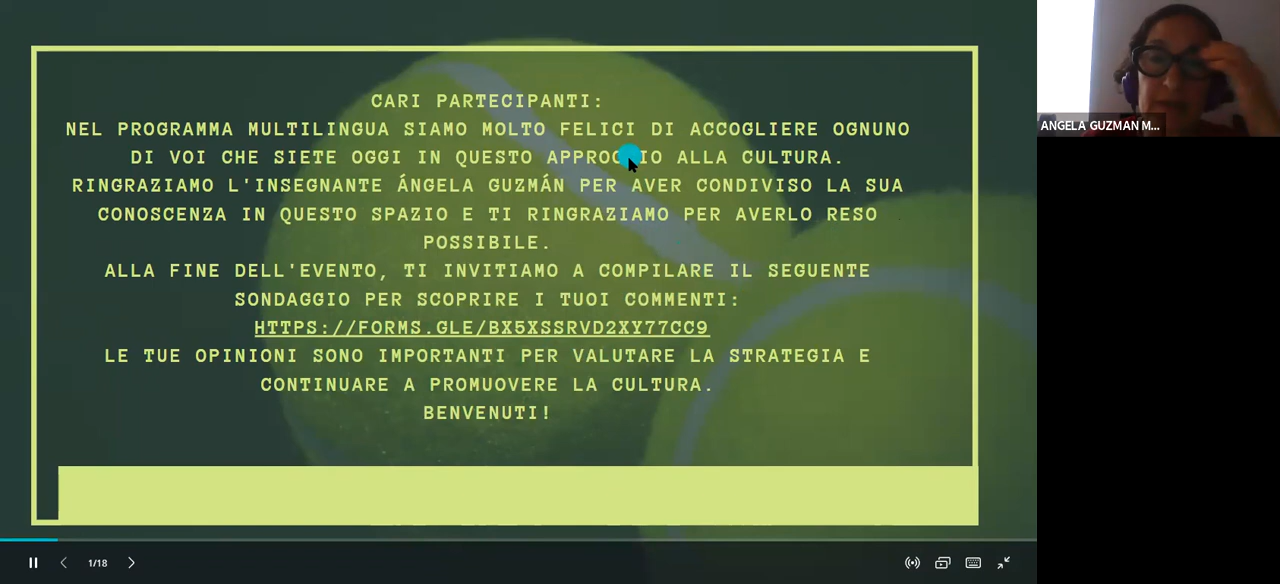 CARI PARTECIPANTI:
NEL PROGRAMMA MULTILINGUA SIAMO MOLTO FELICI DI ACCOGLIERE OGNUNO
DI VOI CHE SIETE OGGI IN QUESTO APPROCCIO ALLA CULTURA.
RINGRAZIAMO L'INSEGNANTE ÁNGELA GUZMÁN PER AVER CONDIVISO LA SUA
CONOSCENZA IN QUESTO SPAZIO E TI RINGRAZIAMO PER AVERLO RESO
POSSIBILE.
ALLA FINE DELL'EVENTO, TI INVITIAMO A COMPILARE IL SEGUENTE
SONDAGGIO PER SCOPRIRE I TUOI COMMENTI:
HTTPS://FORMS.GLE/BX5XSSRVD2XY77CC9
LE TUE OPINIONI SONO IMPORTANTI PER VALUTARE LA STRATEGIA E
CONTINUARE A PROMUOVERE LA CULTURA.
BENVENUTI!
1/18
ANGELA GUZMAN M...